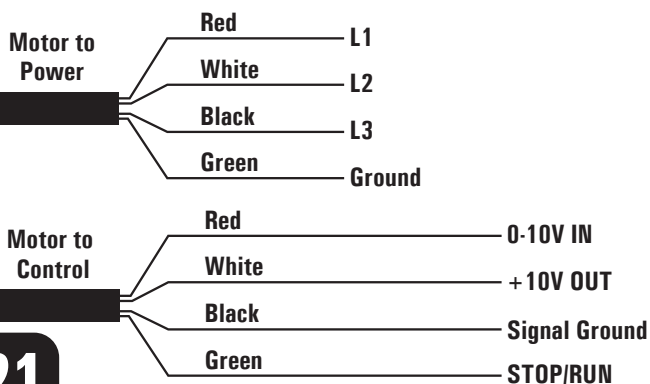 Motor to
Power
Red L1
White L2
Black L3
Green Ground
Motor to
Control
Red 0-10V IN
White +10V OUT
Black Signal Ground
Green STOP/RUN
21